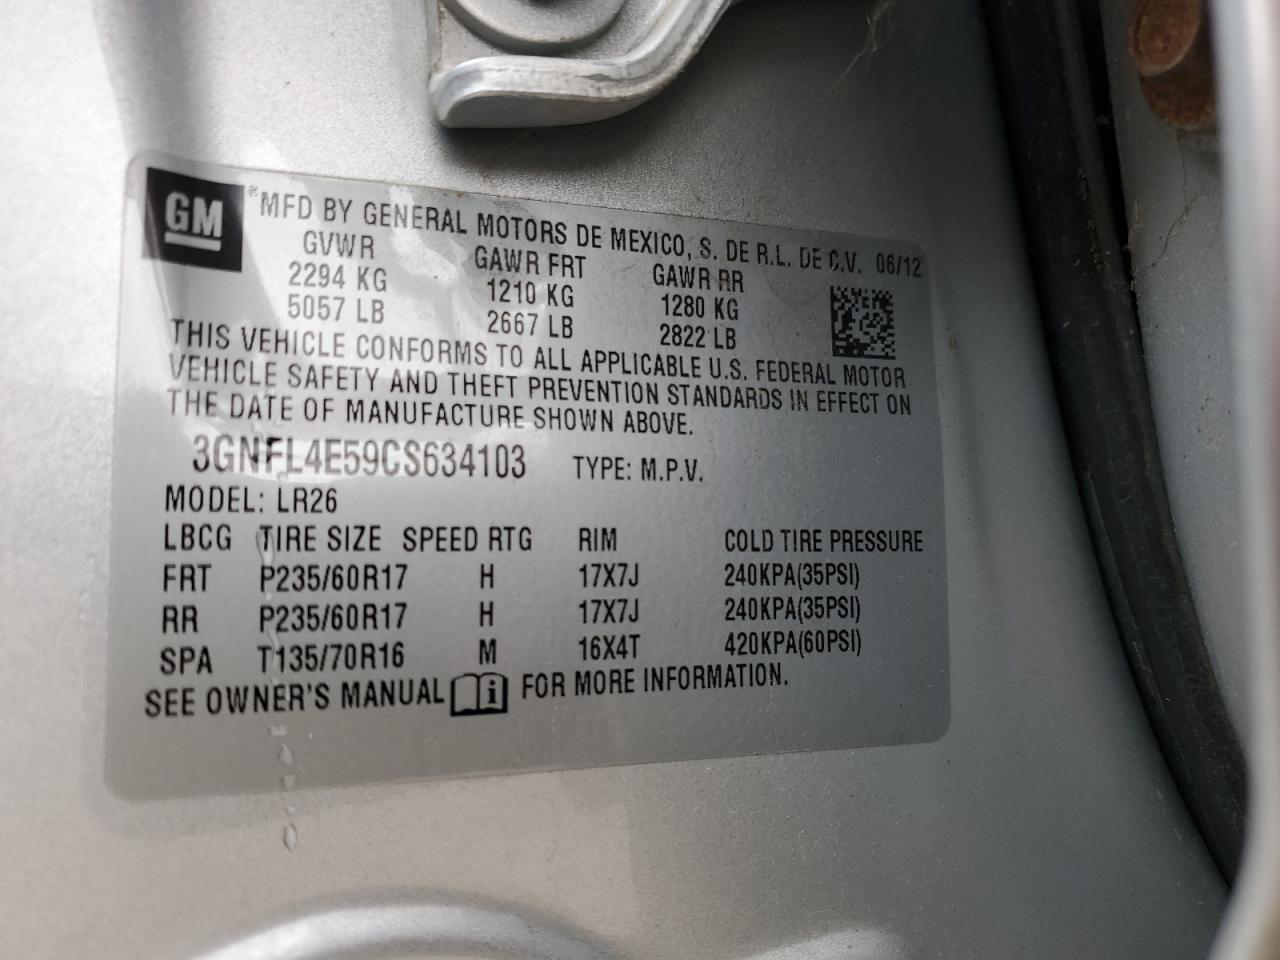 GM
®MFD BY GENERAL MOTORS DE MEXICO, S. DE R.L. DE C.V. 06/12
GVWR GAWR FRT GAWR RR
2294 KG 1210 KG 1280 KG
5057 LB 2667 LB 2822 LB
THIS VEHICLE CONFORMS TO ALL APPLICABLE U.S. FEDERAL MOTOR
VEHICLE SAFETY AND THEFT PREVENTION STANDARDS IN EFFECT ON
THE DATE OF MANUFACTURE SHOWN ABOVE.
3GNFL4E59CS634103 TYPE: M.P.V.
MODEL: LR26
LBCG TIRE SIZE SPEED RTG RIM COLD TIRE PRESSURE
FRT P235/60R17 H 17X7J 240KPA(35PSI)
RR P235/60R17 H 17X7J 240KPA(35PSI)
SPA T135/70R16 M 16X4T 420KPA(60PSI)
SEE OWNER'S MANUAL i FOR MORE INFORMATION.